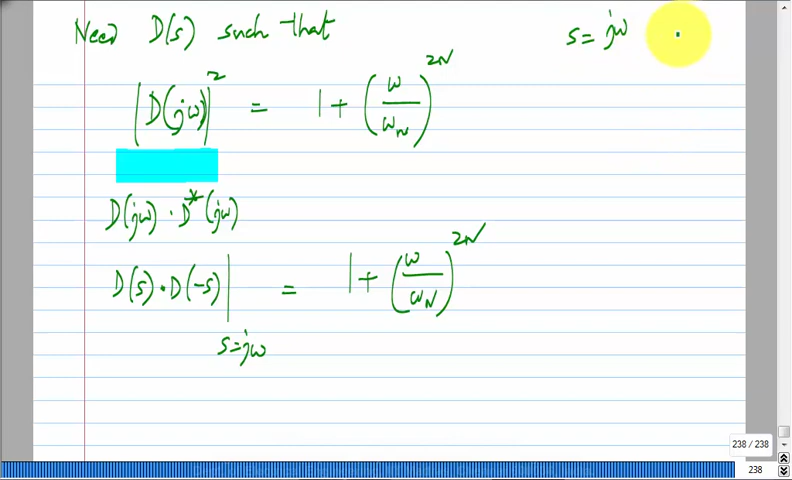 Need D(s) such that
s = jω
|D(jω)|² = 1 + (ω/ω_N)^{2N}
D(jω) · D*(jω)
D(s) · D(-s)|_{s=jω} = 1 + (ω/ω_N)^{2N}
238 / 238
238